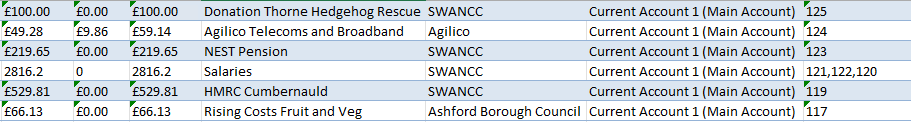 £100.00 £0.00 £100.00 Donation Thorne Hedgehog Rescue SWANCC Current Account 1 (Main Account) 125
£49.28 £9.86 £59.14 Agilico Telecoms and Broadband Agilico Current Account 1 (Main Account) 124
£219.65 £0.00 £219.65 NEST Pension SWANCC Current Account 1 (Main Account) 123
2816.2 0 2816.2 Salaries SWANCC Current Account 1 (Main Account) 121,122,120
£529.81 £0.00 £529.81 HMRC Cumbernauld SWANCC Current Account 1 (Main Account) 119
£66.13 £0.00 £66.13 Rising Costs Fruit and Veg Ashford Borough Council Current Account 1 (Main Account) 117